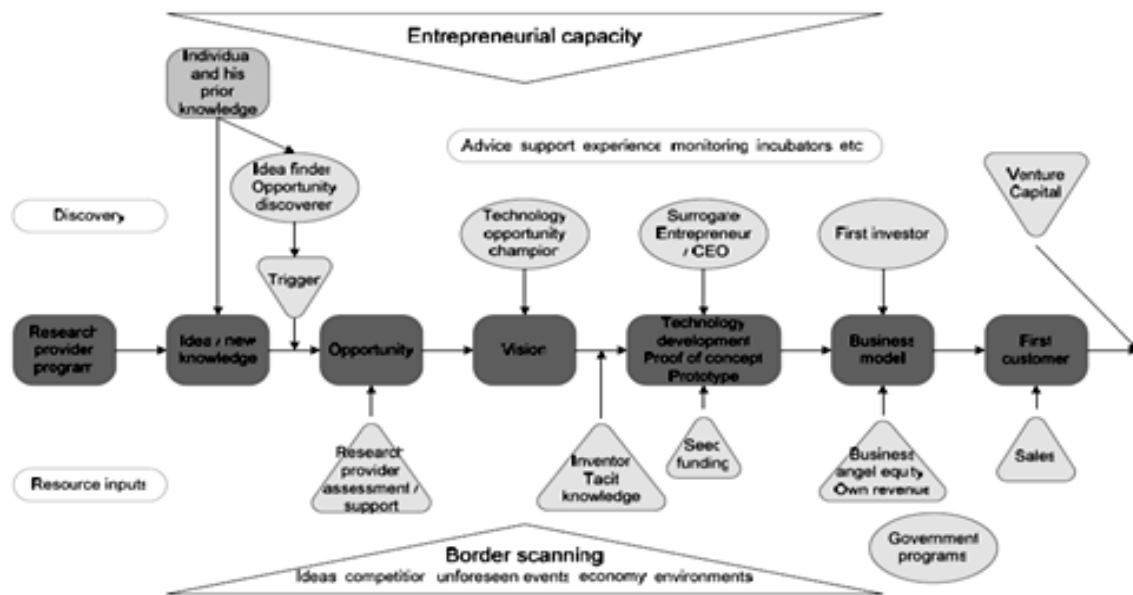 Entrepreneurial capacity
Individua
and his
prior
knowledge
Advice support experience monitoring incubators etc
Idea finder
Opportunity
discoverer
Venture
Capital
Discovery
Technology
opportunity
champion
Surrogate
Entrepreneur
/ CEO
First investor
Trigger
Research
provider
program
Idea / new
knowledge
Opportunity
Vision
Technology
development
Proof of concept
Prototype
Business
model
First
customer
Research
provider
assessment /
support
Inventor
Tacit
knowledge
Seed
funding
Business
angel equity
Own revenue
Sales
Resource inputs
Government
programs
Border scanning
Ideas competition unforeseen events economy environments